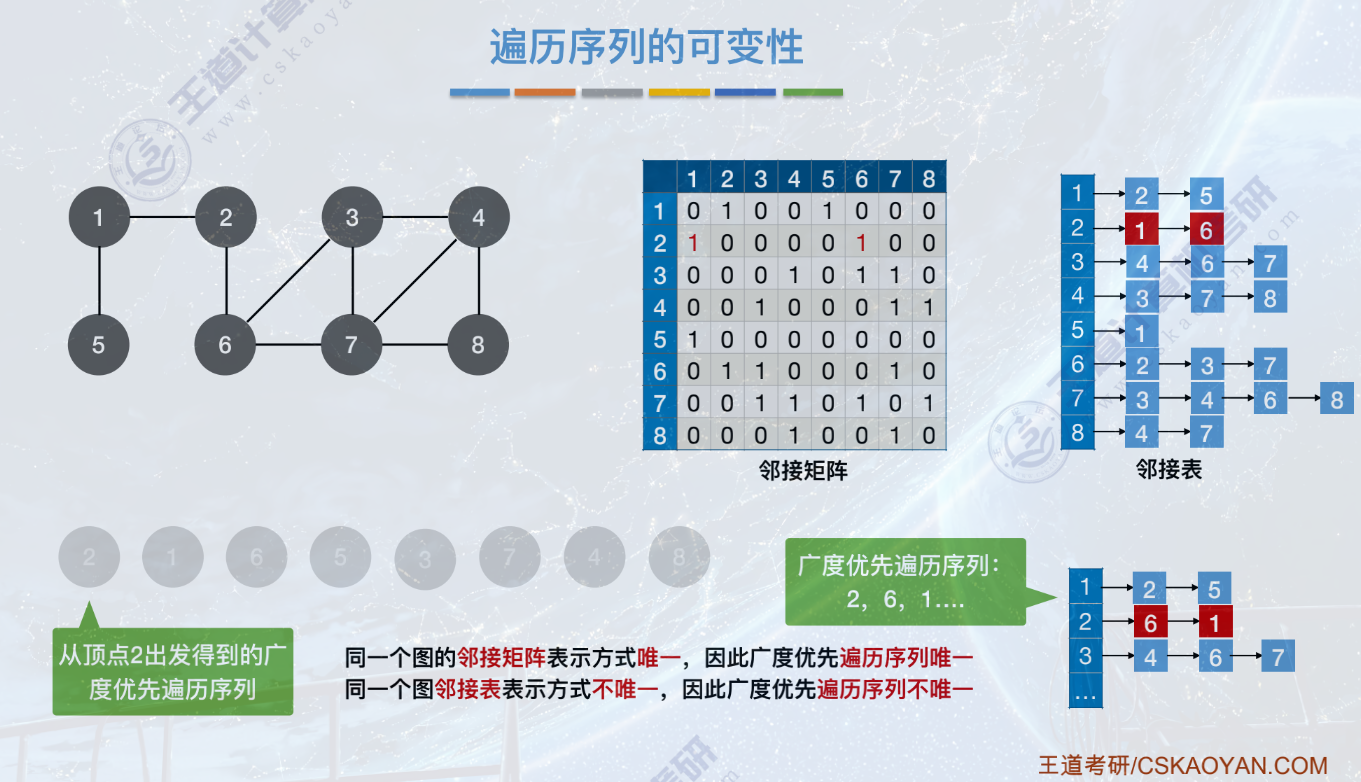 遍历序列的可变性
王道计算
www.cskaoya
1 2 3 4
5 6 7 8
1 2 3 4 5 6 7 8
1 0 1 0 0 1 0 0 0
2 1 0 0 0 0 1 0 0
3 0 0 0 1 0 1 1 0
4 0 0 1 0 0 0 1 1
5 1 0 0 0 0 0 0 0
6 0 1 1 0 0 0 1 0
7 0 0 1 1 0 1 0 1
8 0 0 0 1 0 0 1 0
邻接矩阵
1 2 5
2 1 6
3 4 6 7
4 3 7 8
5 1
6 2 3 7
7 3 4 6 8
8 4 7
邻接表
2 1 6 5 3 7 4 8
从顶点2出发得到的广
度优先遍历序列
同一个图的邻接矩阵表示方式唯一，因此广度优先遍历序列唯一
同一个图邻接表表示方式不唯一，因此广度优先遍历序列不唯一
广度优先遍历序列：
2，6，1....
1 2 5
2 6 1
3 4 6 7
...
王道考研/CSKAOYAN.COM